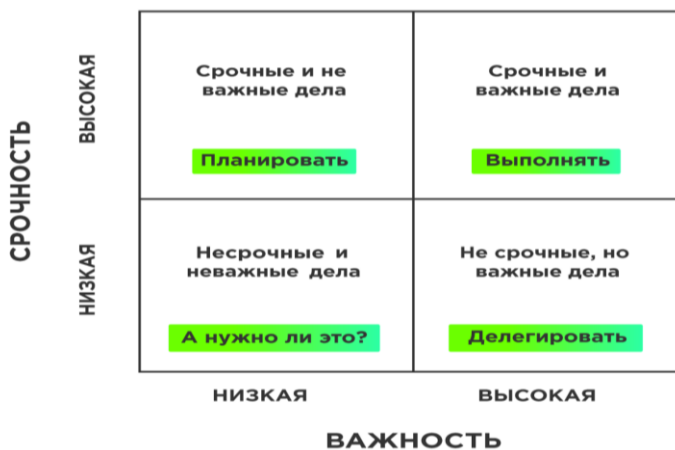 СРОЧНОСТЬ
ВЫСОКАЯ
Срочные и не
важные дела
Планировать
Срочные и
важные дела
Выполнять
НИЗКАЯ
Несрочные и
неважные дела
А нужно ли это?
Не срочные, но
важные дела
Делегировать
НИЗКАЯ
ВЫСОКАЯ
ВАЖНОСТЬ